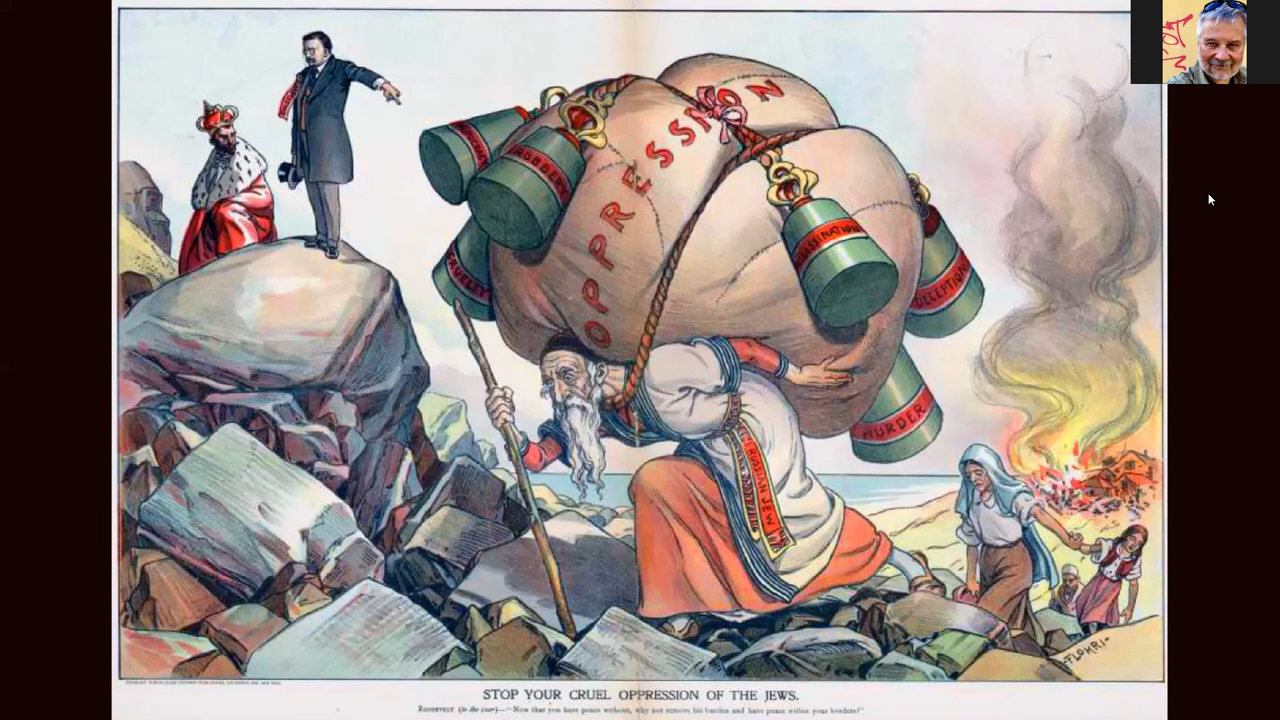 OPPRESSION
ROBBERY
CRUELTY
ASSASSINATION
DECEPTION
MURDER
RUSSIAN JEW
FLOHRI
STOP YOUR CRUEL OPPRESSION OF THE JEWS.
ROOSEVELT (to the czar)—"Now that you have peace without, why not remove his burden and have peace within your borders?"